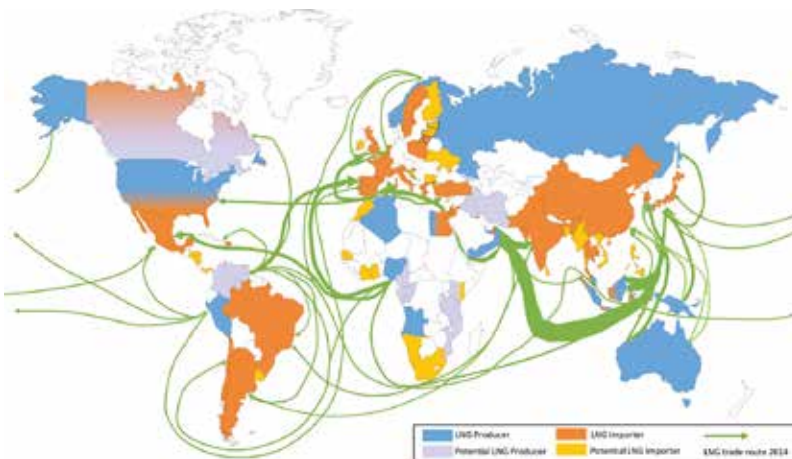 LNG Producer
LNG Importer
LNG trade route 2014
Potential LNG Producer
Potential LNG Importer